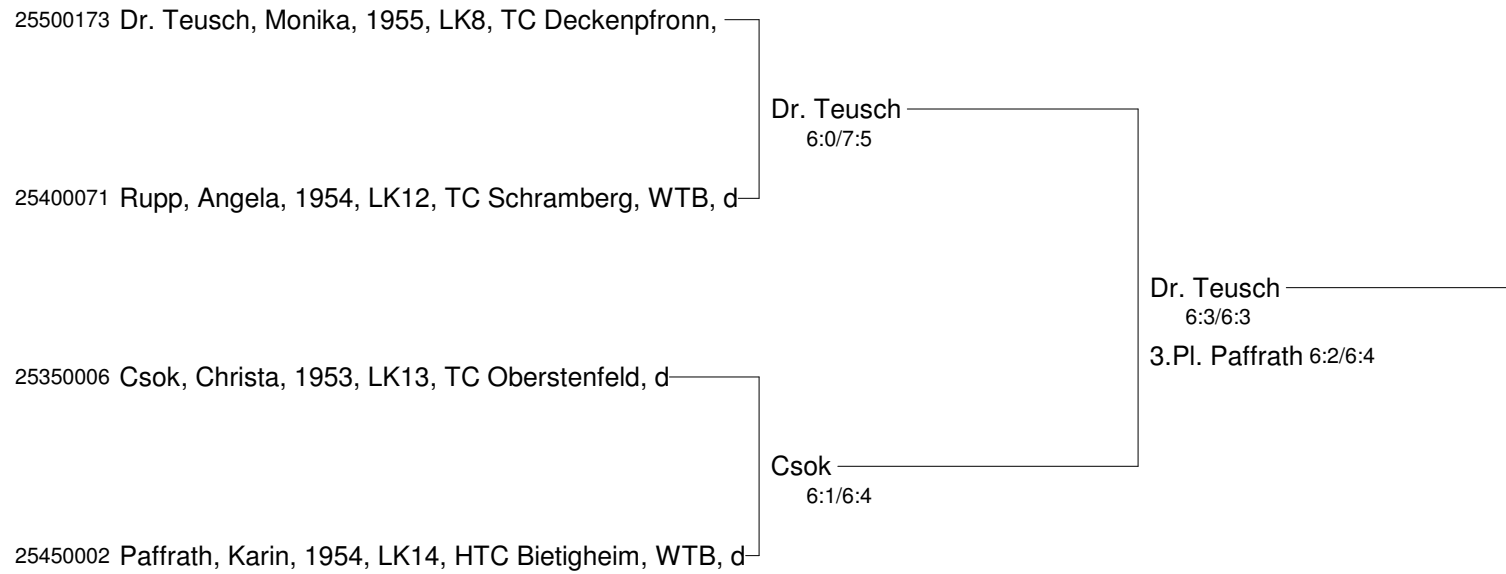 25500173 Dr. Teusch, Monika, 1955, LK8, TC Deckenpfronn,
Dr. Teusch
6:0/7:5
25400071 Rupp, Angela, 1954, LK12, TC Schramberg, WTB, d
Dr. Teusch
6:3/6:3
3.Pl. Paffrath 6:2/6:4
25350006 Csok, Christa, 1953, LK13, TC Oberstenfeld, d
Csok
6:1/6:4
25450002 Paffrath, Karin, 1954, LK14, HTC Bietigheim, WTB, d